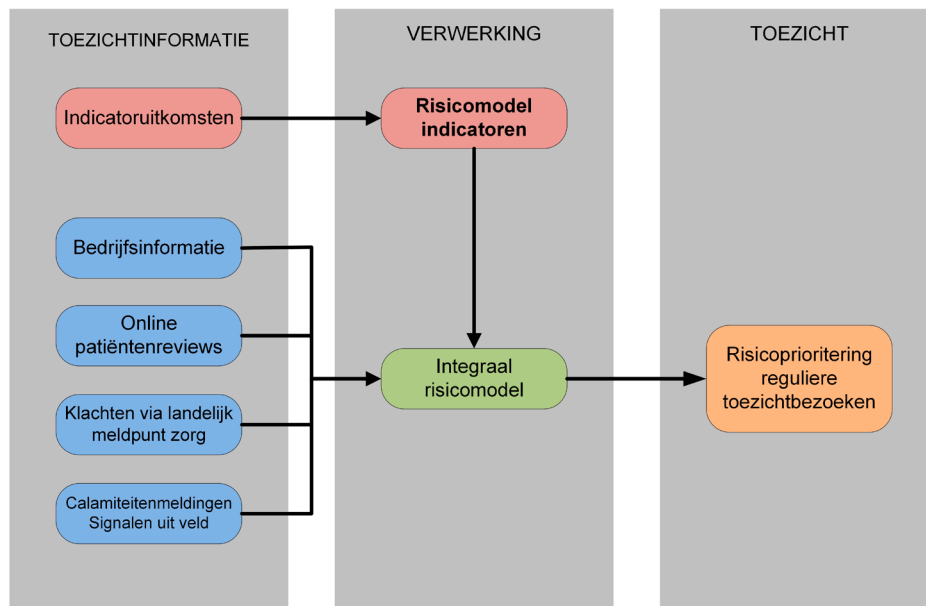 TOEZICHTINFORMATIE
VERWERKING
TOEZICHT
Indicatoruitkomsten
Risicomodel
indicatoren
Bedrijfsinformatie
Online
patiëntenreviews
Klachten via landelijk
meldpunt zorg
Calamiteitenmeldingen
Signalen uit veld
Integraal
risicomodel
Risicoprioritering
reguliere
toezichtbezoeken